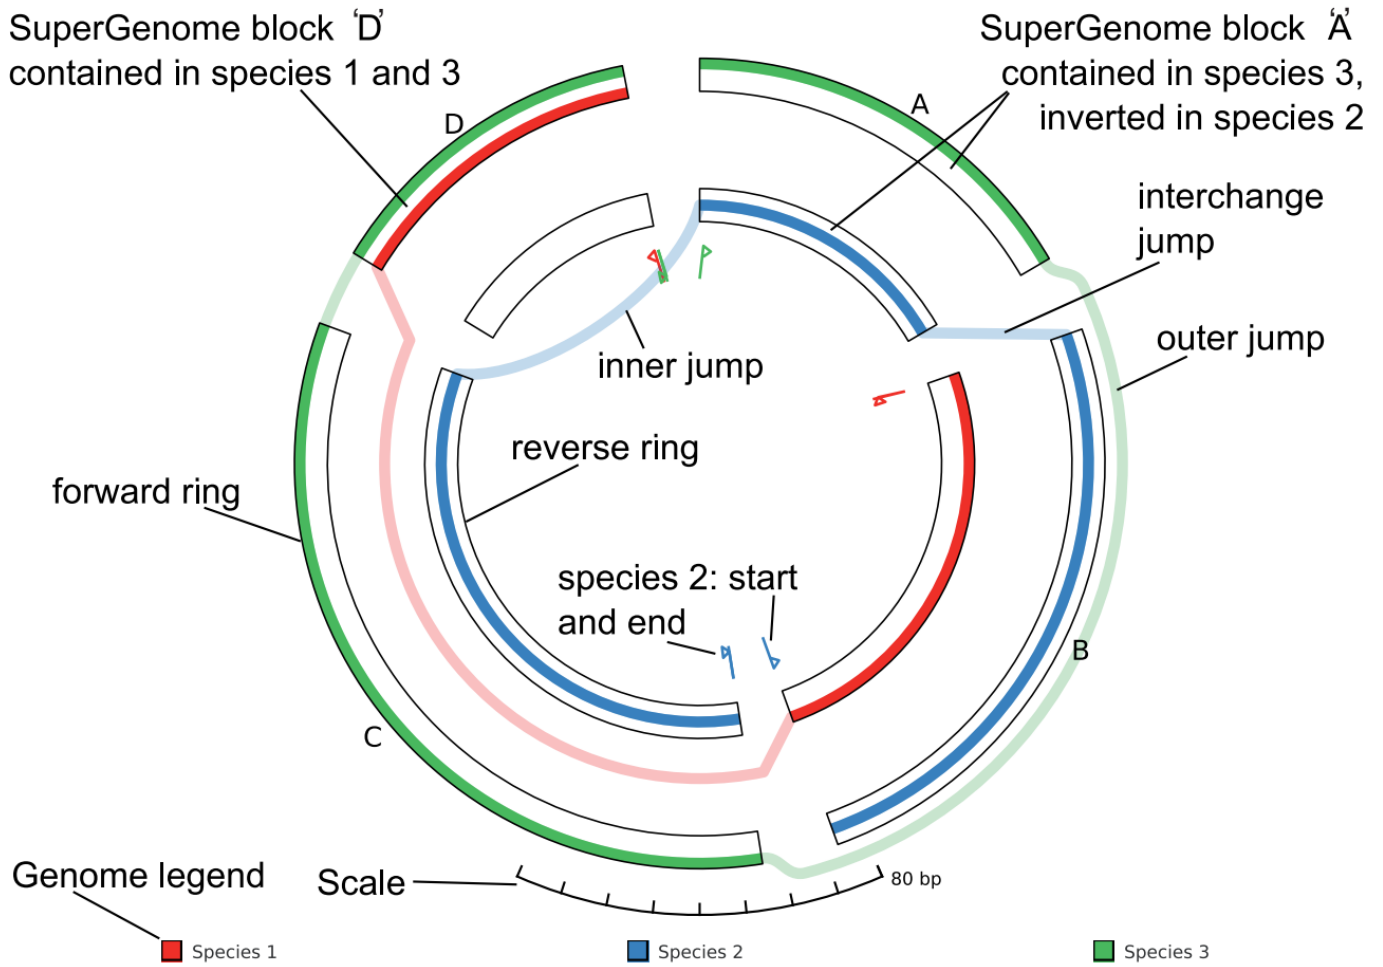 SuperGenome block 'D'
contained in species 1 and 3
SuperGenome block 'A'
contained in species 3,
inverted in species 2
D
A
interchange
jump
outer jump
inner jump
reverse ring
forward ring
species 2: start
and end
B
C
Genome legend
Scale
80 bp
Species 1
Species 2
Species 3